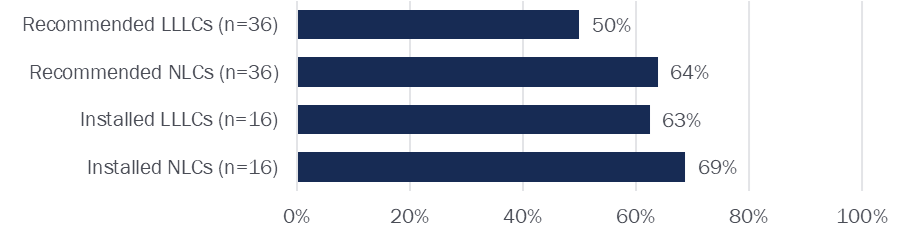 Recommended LLLCs (n=36) 50%
Recommended NLCs (n=36) 64%
Installed LLLCs (n=16) 63%
Installed NLCs (n=16) 69%
0% 20% 40% 60% 80% 100%